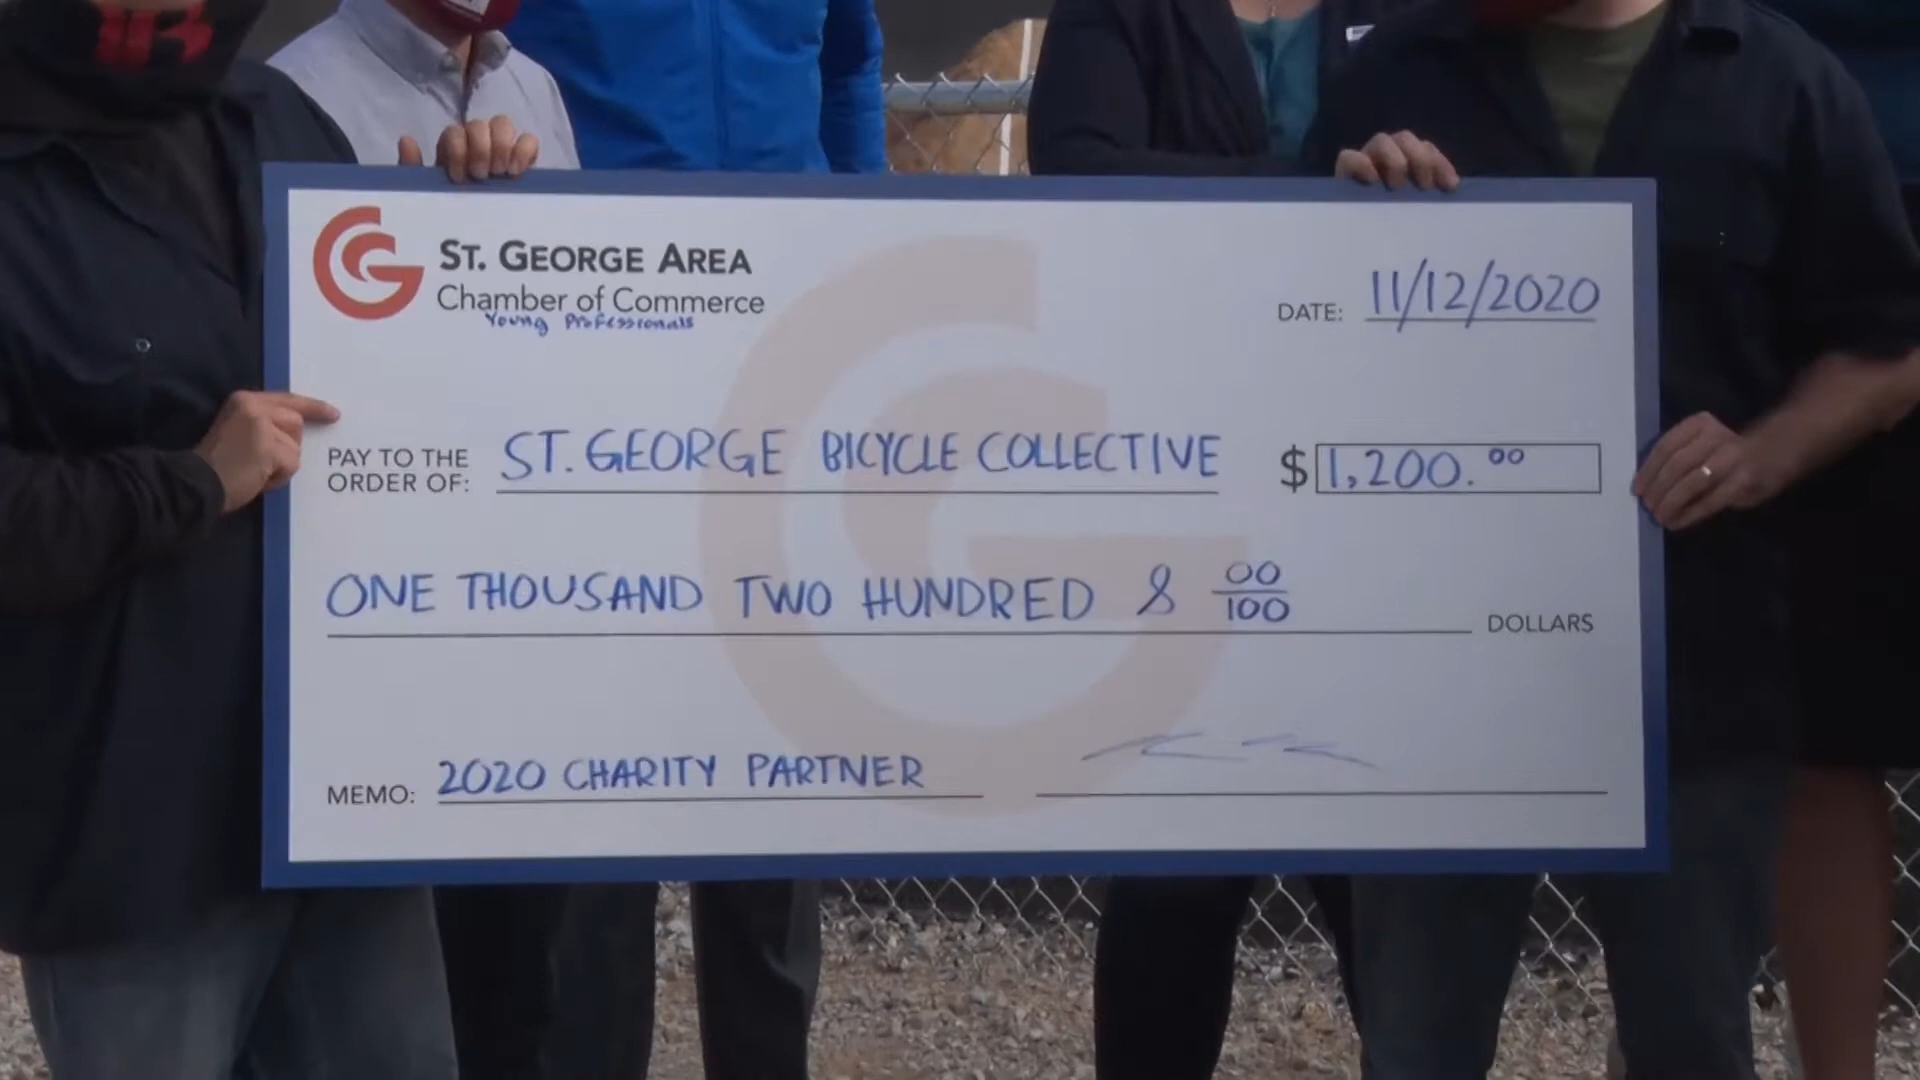 ST. GEORGE AREA
Chamber of Commerce
Young Professionals
DATE: 11/12/2020
PAY TO THE
ORDER OF: ST. GEORGE BICYCLE COLLECTIVE $ 1,200.00
ONE THOUSAND TWO HUNDRED & 00/100 DOLLARS
MEMO: 2020 CHARITY PARTNER